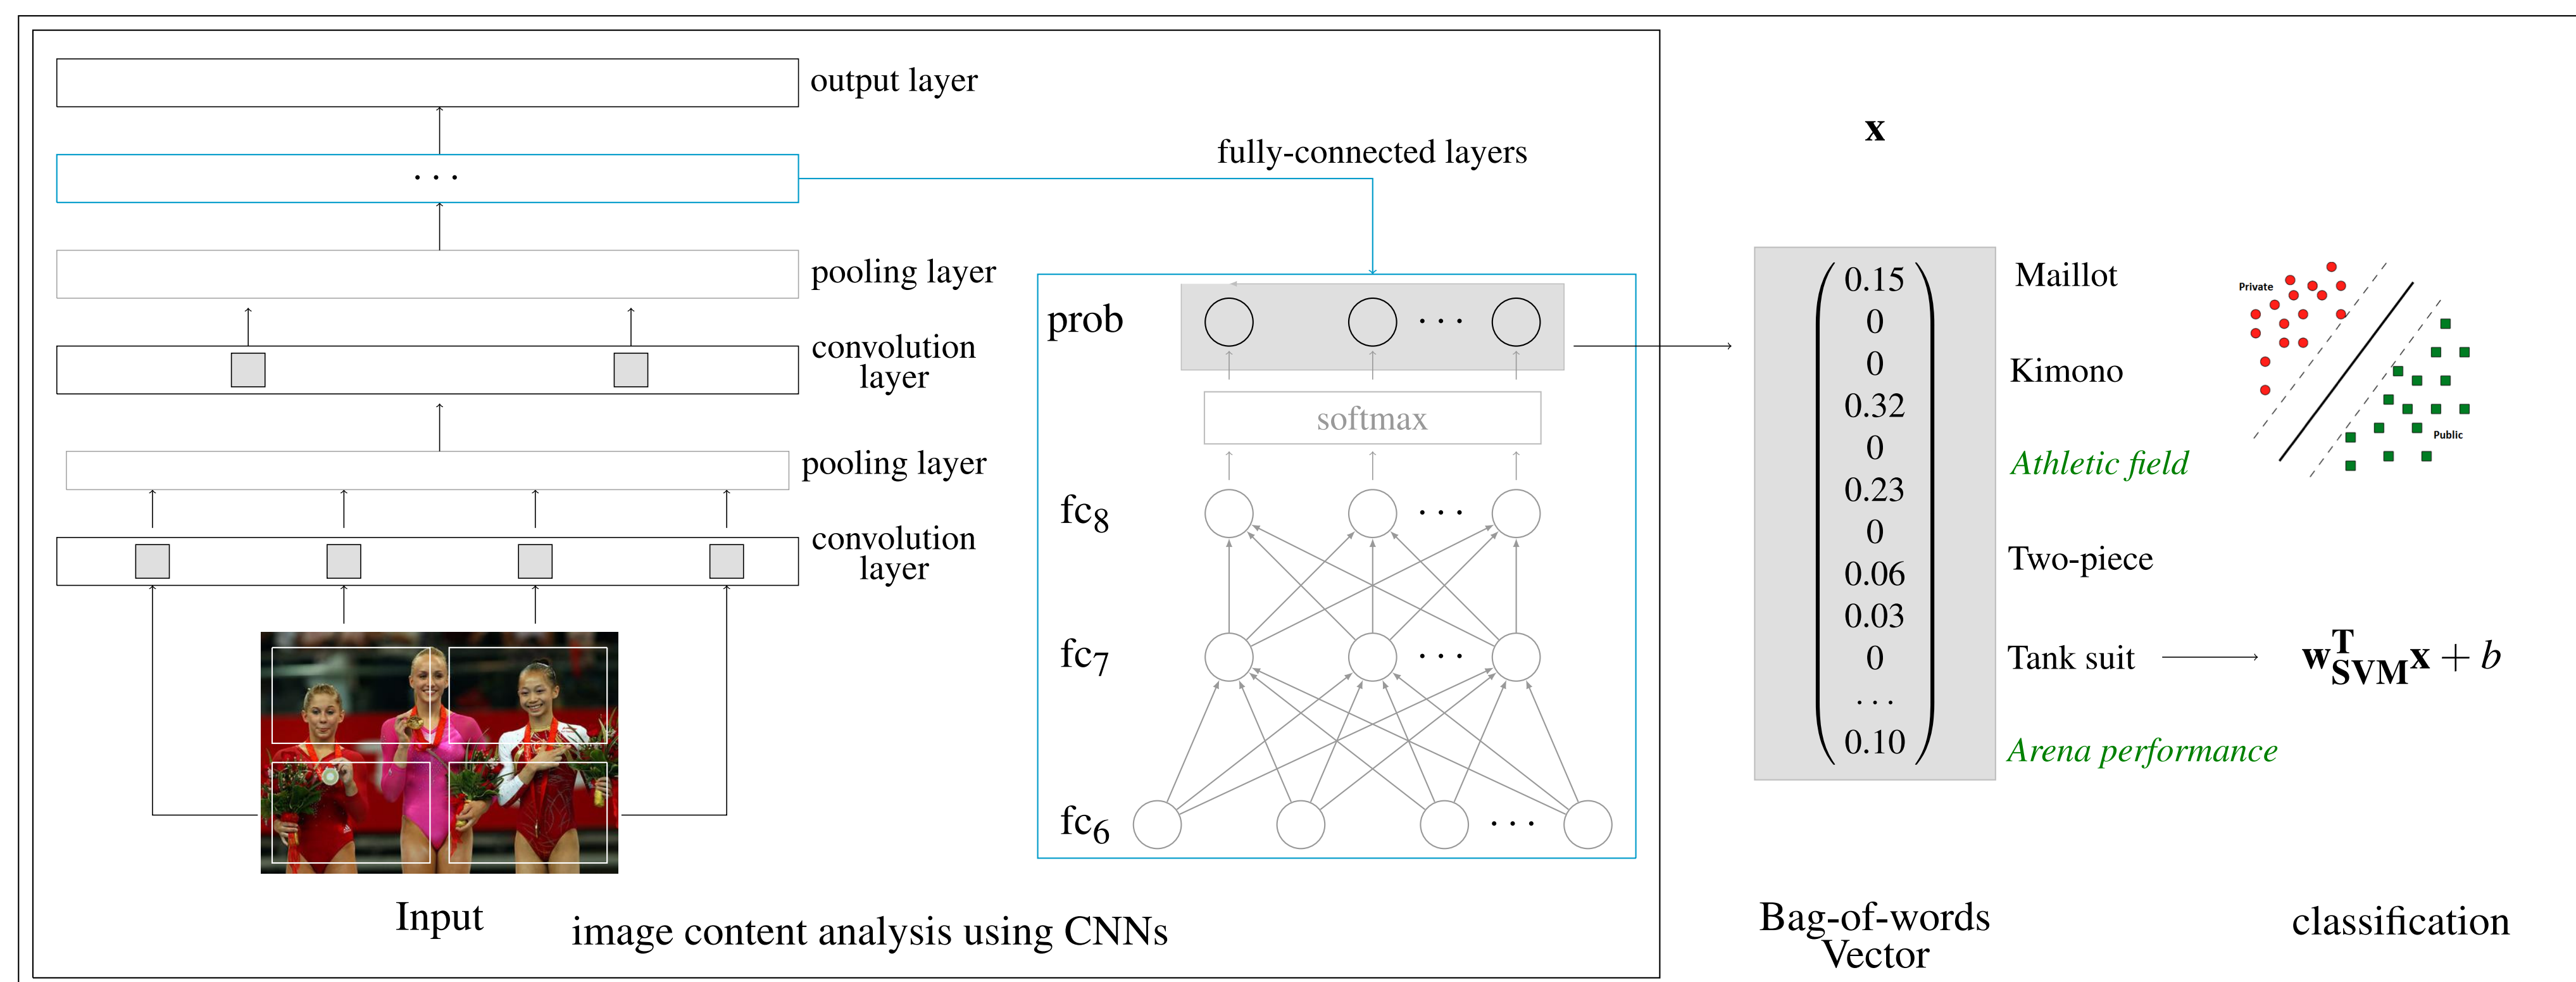 output layer
· · ·
fully-connected layers
pooling layer
convolution
layer
pooling layer
convolution
layer
Input
image content analysis using CNNs
prob
· · ·
softmax
fc8
· · ·
fc7
· · ·
fc6
· · ·
x
0.15
0
0
0.32
0
0.23
0
0.06
0.03
0
· · ·
0.10
Maillot
Kimono
Athletic field
Two-piece
Tank suit
Arena performance
Bag-of-words
Vector
Private
Public
w^T_SVM x + b
classification